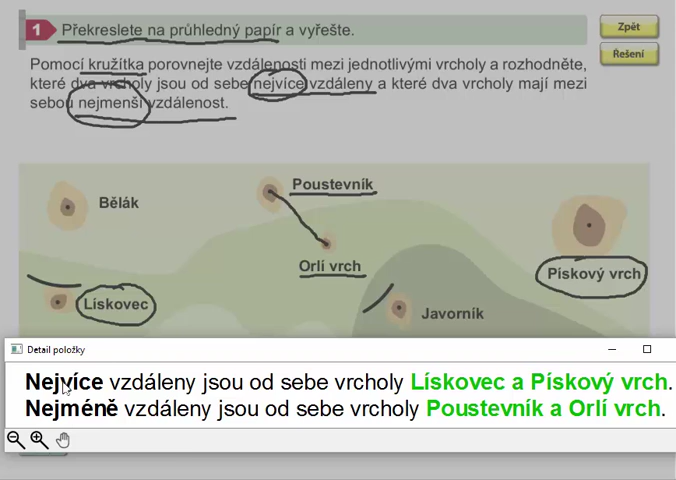 1 Překreslete na průhledný papír a vyřešte.
Zpět
Řešení
Pomocí kružítka porovnejte vzdálenosti mezi jednotlivými vrcholy a rozhodněte,
které dva vrcholy jsou od sebe nejvíce vzdáleny a které dva vrcholy mají mezi
sebou nejmenší vzdálenost.
Poustevník
Bělák
Orlí vrch
Pískový vrch
Lískovec
Javorník
Detail položky
Nejvíce vzdáleny jsou od sebe vrcholy Lískovec a Pískový vrch.
Nejméně vzdáleny jsou od sebe vrcholy Poustevník a Orlí vrch.